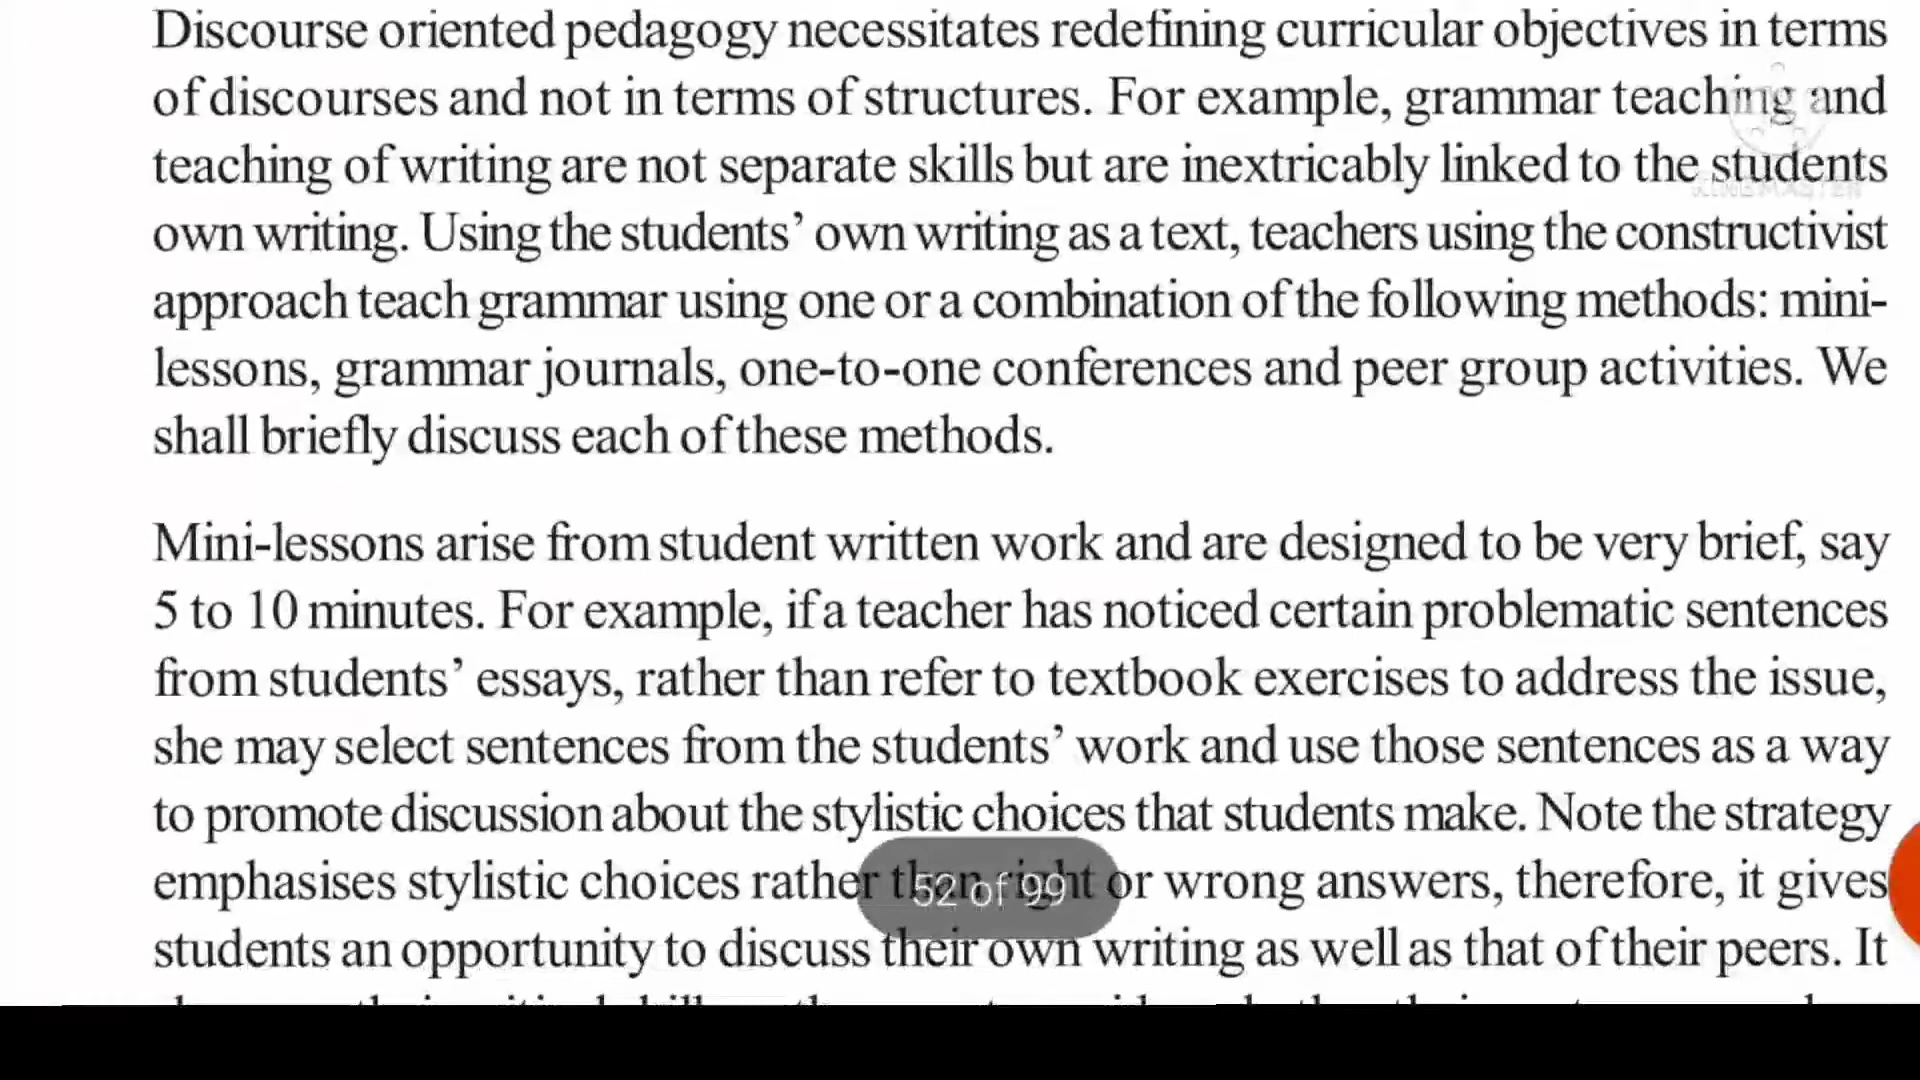 Discourse oriented pedagogy necessitates redefining curricular objectives in terms
of discourses and not in terms of structures. For example, grammar teaching and
teaching of writing are not separate skills but are inextricably linked to the students
own writing. Using the students’ own writing as a text, teachers using the constructivist
approach teach grammar using one or a combination of the following methods: mini-
lessons, grammar journals, one-to-one conferences and peer group activities. We
shall briefly discuss each of these methods.
Mini-lessons arise from student written work and are designed to be very brief, say
5 to 10 minutes. For example, if a teacher has noticed certain problematic sentences
from students’ essays, rather than refer to textbook exercises to address the issue,
she may select sentences from the students’ work and use those sentences as a way
to promote discussion about the stylistic choices that students make. Note the strategy
emphasises stylistic choices rather than right or wrong answers, therefore, it gives
52 of 99
students an opportunity to discuss their own writing as well as that of their peers. It
KINEMASTER